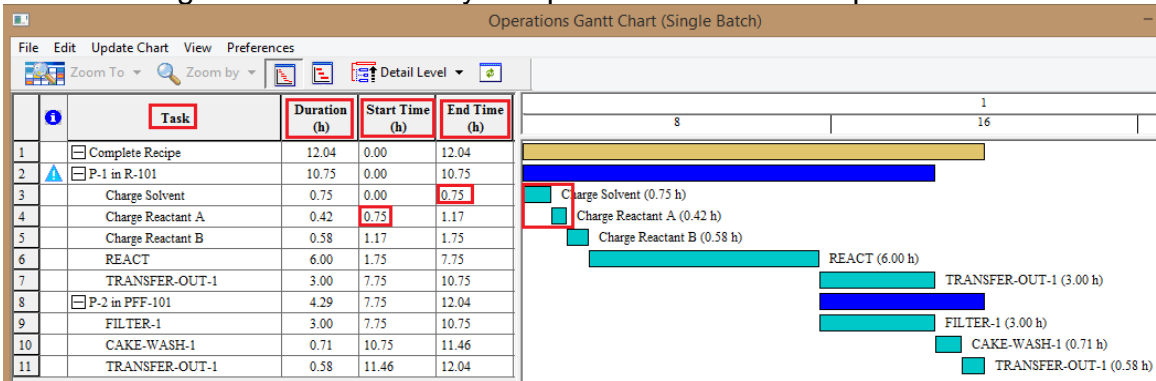 Operations Gantt Chart (Single Batch)
File Edit Update Chart View Preferences
Zoom To Zoom by Detail Level
Task Duration (h) Start Time (h) End Time (h) 1
8 16
1 Complete Recipe 12.04 0.00 12.04
2 P-1 in R-101 10.75 0.00 10.75
3 Charge Solvent 0.75 0.00 0.75 Charge Solvent (0.75 h)
4 Charge Reactant A 0.42 0.75 1.17 Charge Reactant A (0.42 h)
5 Charge Reactant B 0.58 1.17 1.75 Charge Reactant B (0.58 h)
6 REACT 6.00 1.75 7.75 REACT (6.00 h)
7 TRANSFER-OUT-1 3.00 7.75 10.75 TRANSFER-OUT-1 (3.00 h)
8 P-2 in PFF-101 4.29 7.75 12.04
9 FILTER-1 3.00 7.75 10.75 FILTER-1 (3.00 h)
10 CAKE-WASH-1 0.71 10.75 11.46 CAKE-WASH-1 (0.71 h)
11 TRANSFER-OUT-1 0.58 11.46 12.04 TRANSFER-OUT-1 (0.58 h)